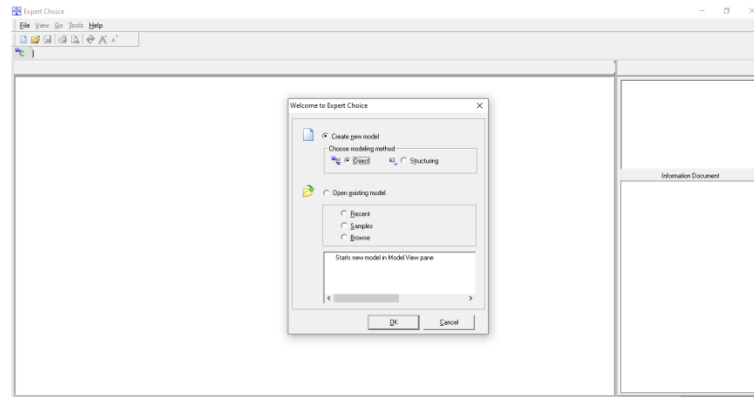 Expert Choice
File View Go Tools Help
Information Document
Welcome to Expert Choice
Create new model
Choose modeling method
Direct Structuring
Open existing model
Recent
Samples
Browse
Starts new model in Model View pane
OK Cancel